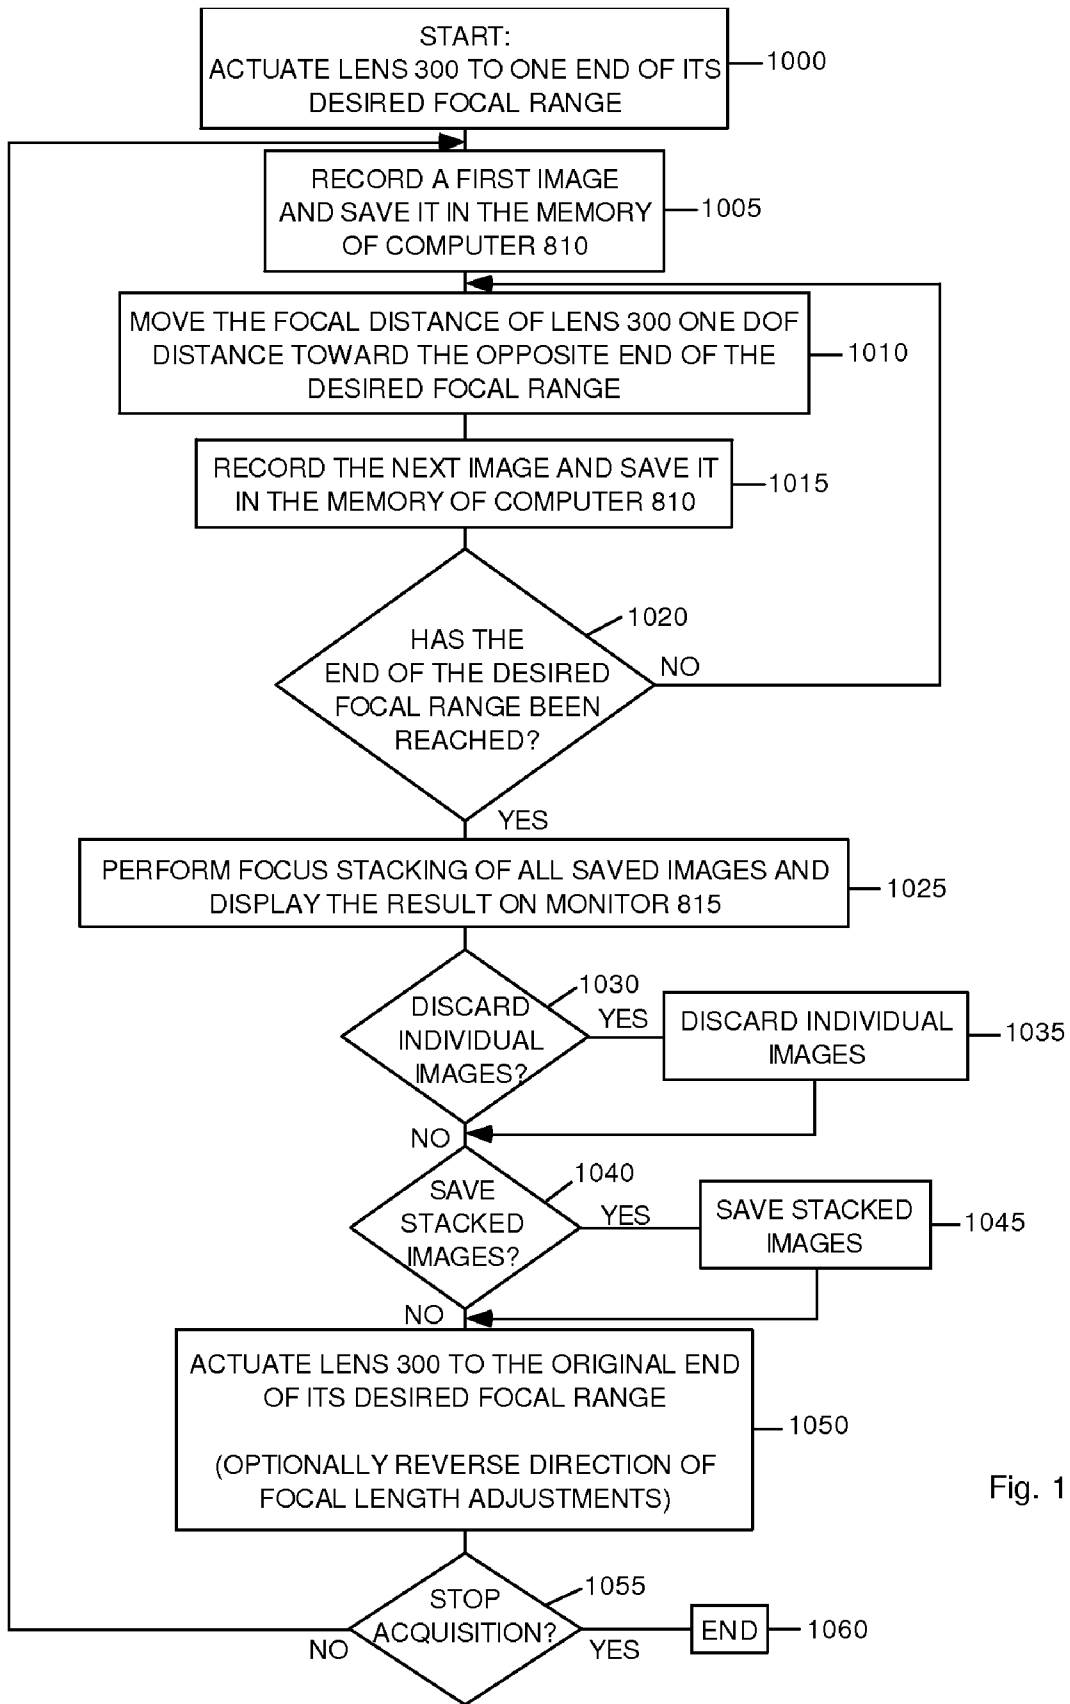 START:
ACTUATE LENS 300 TO ONE END OF ITS
DESIRED FOCAL RANGE
1000
RECORD A FIRST IMAGE
AND SAVE IT IN THE MEMORY
OF COMPUTER 810
1005
MOVE THE FOCAL DISTANCE OF LENS 300 ONE DOF
DISTANCE TOWARD THE OPPOSITE END OF THE
DESIRED FOCAL RANGE
1010
RECORD THE NEXT IMAGE AND SAVE IT
IN THE MEMORY OF COMPUTER 810
1015
HAS THE
END OF THE DESIRED
FOCAL RANGE BEEN
REACHED?
1020
NO
YES
PERFORM FOCUS STACKING OF ALL SAVED IMAGES AND
DISPLAY THE RESULT ON MONITOR 815
1025
DISCARD
INDIVIDUAL
IMAGES?
1030
YES
DISCARD INDIVIDUAL
IMAGES
1035
NO
SAVE
STACKED
IMAGES?
1040
YES
SAVE STACKED
IMAGES
1045
NO
ACTUATE LENS 300 TO THE ORIGINAL END
OF ITS DESIRED FOCAL RANGE
(OPTIONALLY REVERSE DIRECTION OF
FOCAL LENGTH ADJUSTMENTS)
1050
Fig. 1
STOP
ACQUISITION?
1055
NO
YES
END
1060